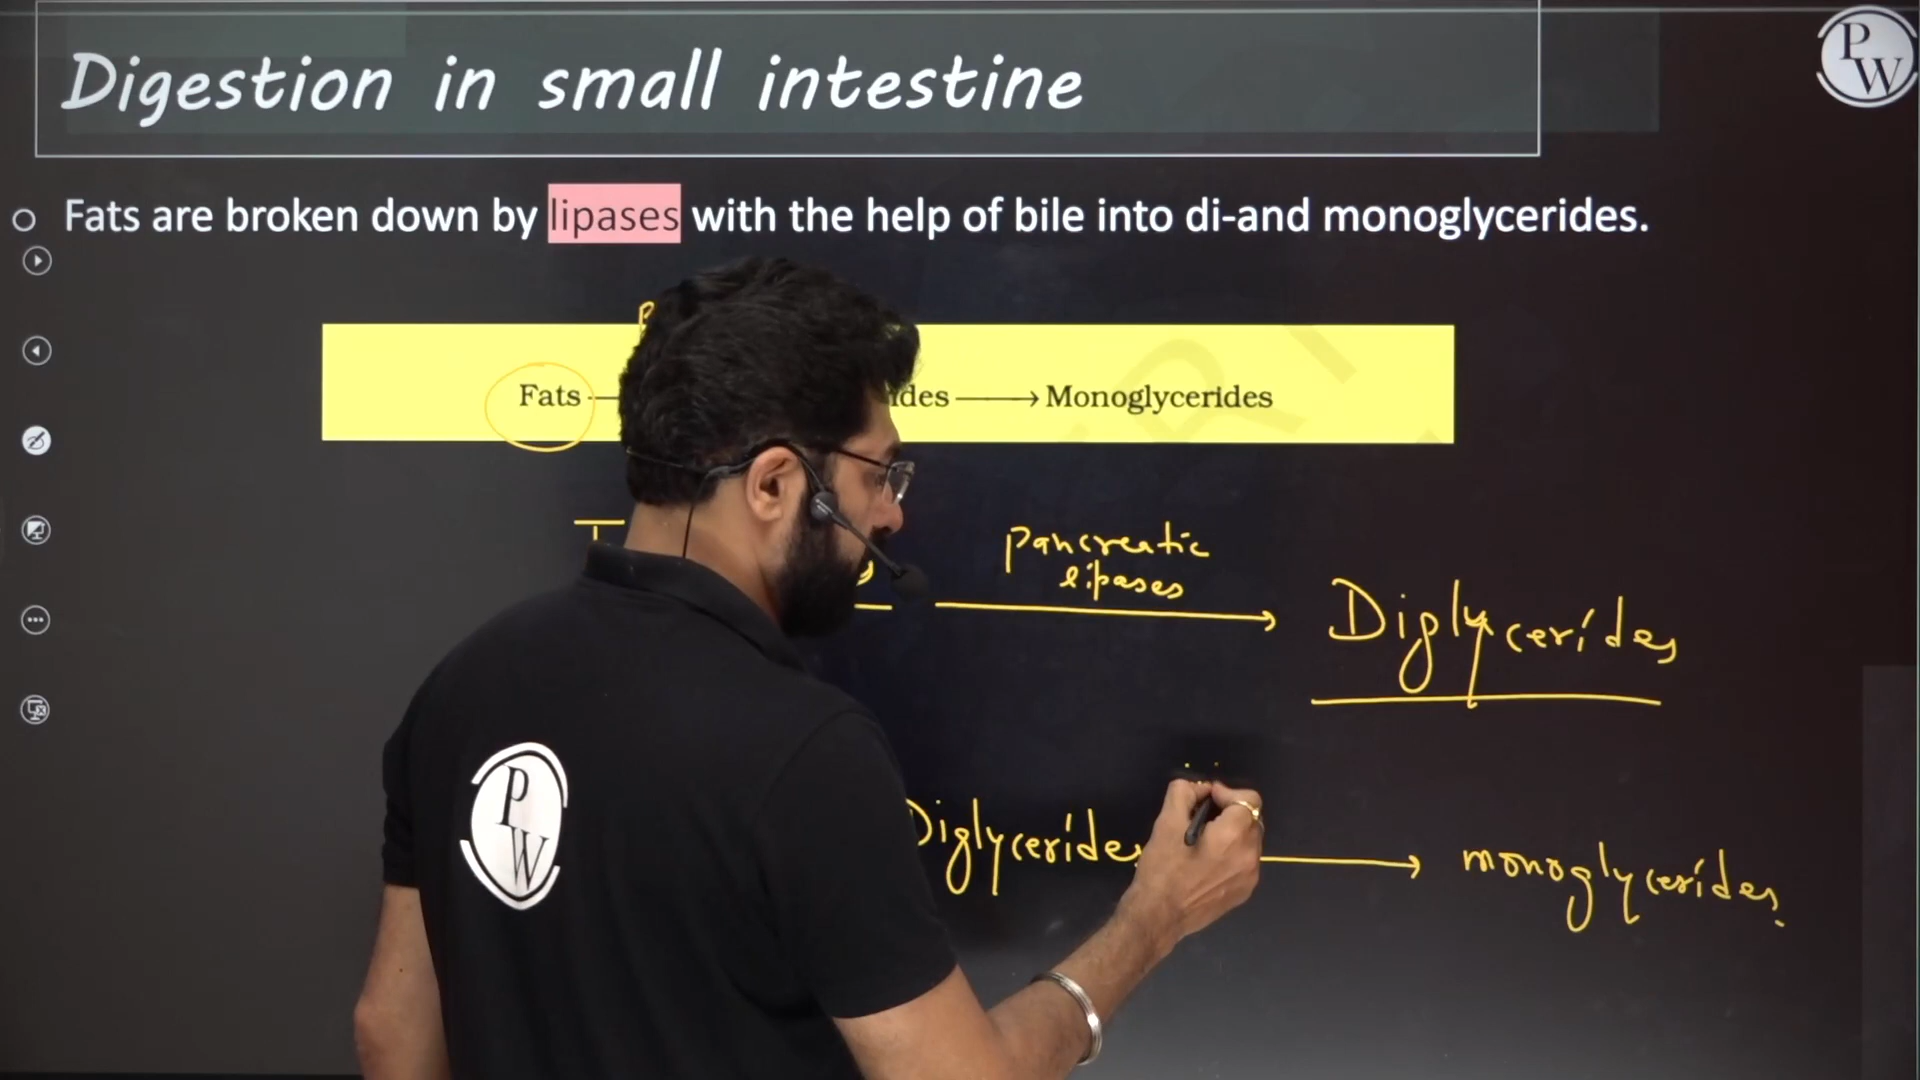 Digestion in small intestine
P
W
Fats are broken down by lipases with the help of bile into di-and monoglycerides.
Fats → → Monoglycerides
pancreatic
lipases
Diglycerides
Diglycerides → monoglycerides.
P
W